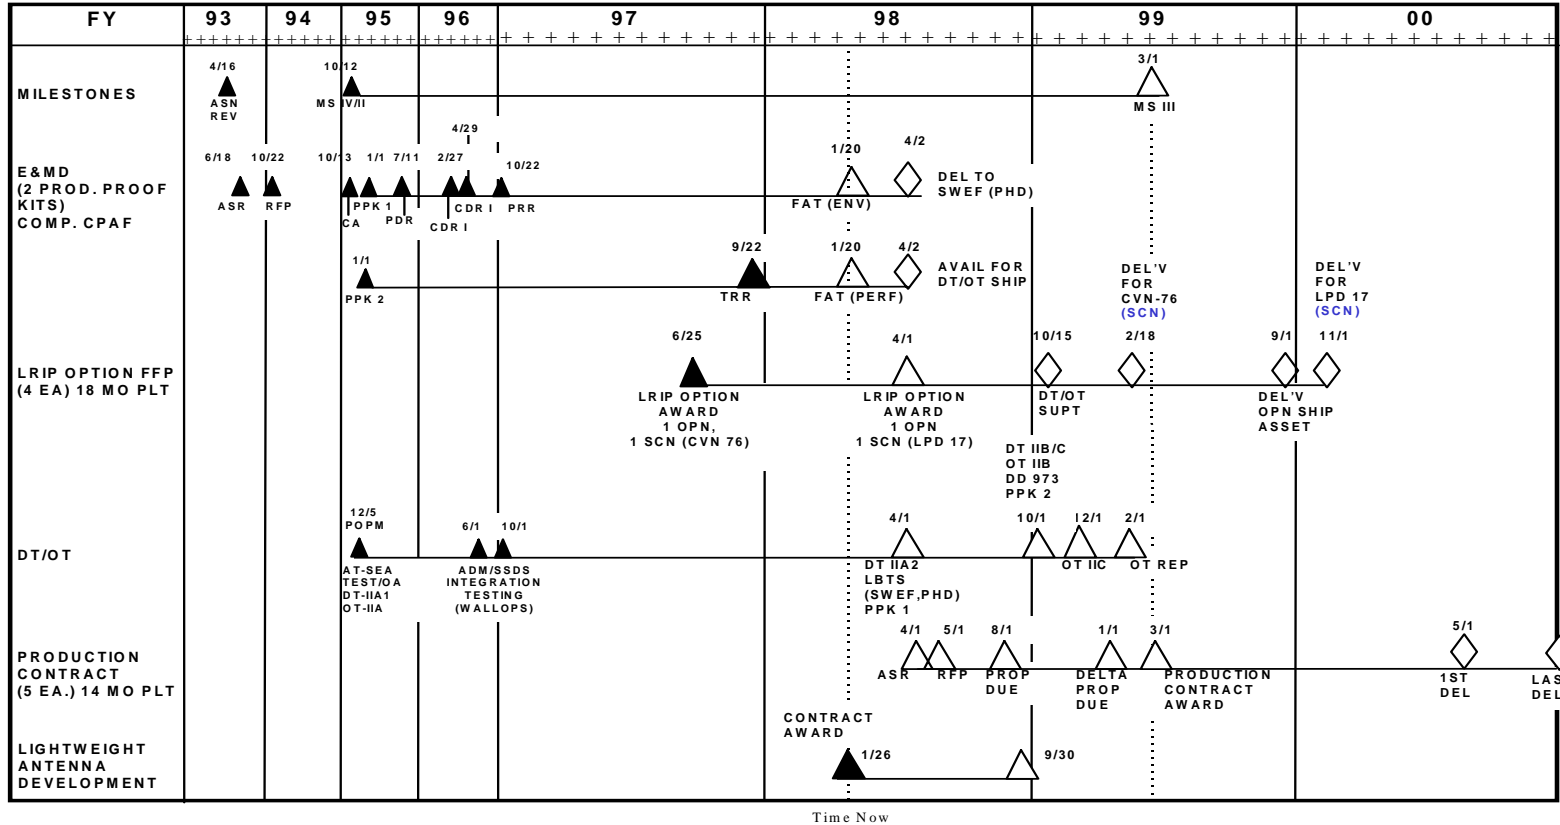 FY 93 94 95 96 97 98 99 00
4/16 10/12 3/1
MILESTONES
ASN
REV
MS IV/II
MS III
4/29
6/18 10/22 10/13 1/1 7/11 2/27 10/22 1/20 4/2
E&MD
(2 PROD. PROOF
KITS)
COMP. CPAF
ASR RFP
CA
PPK 1
PDR
CDR I
CDR I
PRR
FAT (ENV)
DEL TO
SWEF (PHD)
1/1 9/22 1/20 4/2
PPK 2
TRR
FAT (PERF)
AVAIL FOR
DT/OT SHIP
DEL'V
FOR
CVN-76
(SCN)
DEL'V
FOR
LPD 17
(SCN)
6/25 4/1 10/15 2/18 9/1 11/1
LRIP OPTION FFP
(4 EA) 18 MO PLT
LRIP OPTION
AWARD
1 OPN,
1 SCN (CVN 76)
LRIP OPTION
AWARD
1 OPN
1 SCN (LPD 17)
DT/OT
SUPT
DEL'V
OPN SHIP
ASSET
DT IIB/C
OT IIB
DD 973
PPK 2
12/5
POPM
6/1 10/1 4/1 10/1 12/1 2/1
DT/OT
AT-SEA
TEST/OA
DT-IIA1
OT-IIA
ADM/SSDS
INTEGRATION
TESTING
(WALLOPS)
DT IIA2
LBTS
(SWEF,PHD)
PPK 1
OT IIC
OT REP
4/1 5/1 8/1 1/1 3/1 5/1
PRODUCTION
CONTRACT
(5 EA.) 14 MO PLT
ASR
RFP
PROP
DUE
DELTA
PROP
DUE
PRODUCTION
CONTRACT
AWARD
1ST
DEL
LAS
DEL
CONTRACT
AWARD
LIGHTWEIGHT
ANTENNA
DEVELOPMENT
1/26 9/30
Time Now